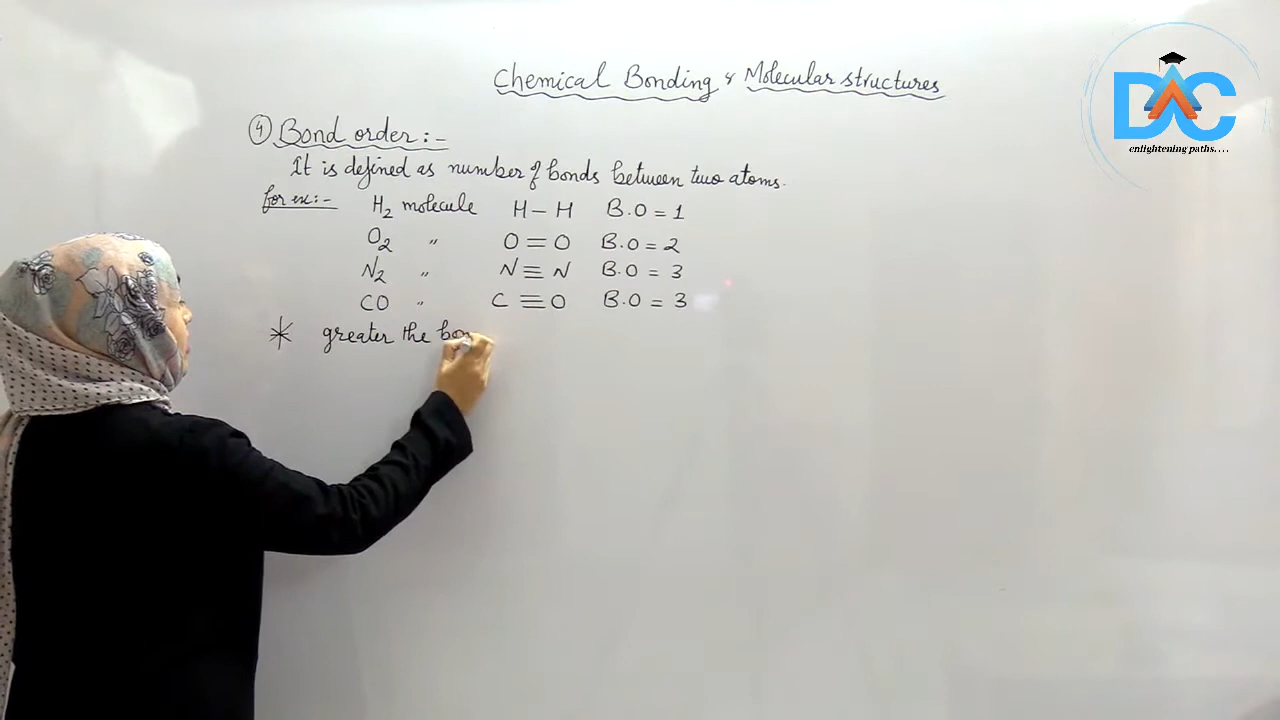 Chemical Bonding & Molecular structures
DAC
enlightening paths....
4 Bond order:-
It is defined as number of bonds between two atoms.
for ex:- H2 molecule H-H B.O = 1
O2 " O=O B.O = 2
N2 " N≡N B.O = 3
CO " C≡O B.O = 3
* greater the bon